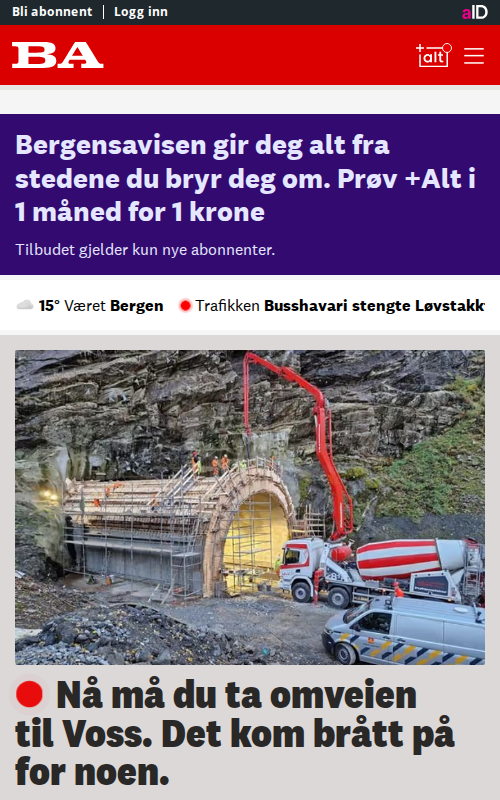 Bli abonnent
Logg inn
aID
BA
+alt
Bergensavisen gir deg alt fra
stedene du bryr deg om. Prøv +Alt i
1 måned for 1 krone
Tilbudet gjelder kun nye abonnenter.
15° Været Bergen
Trafikken Busshavari stengte Løvstakk
Nå må du ta omveien
til Voss. Det kom brått på
for noen.